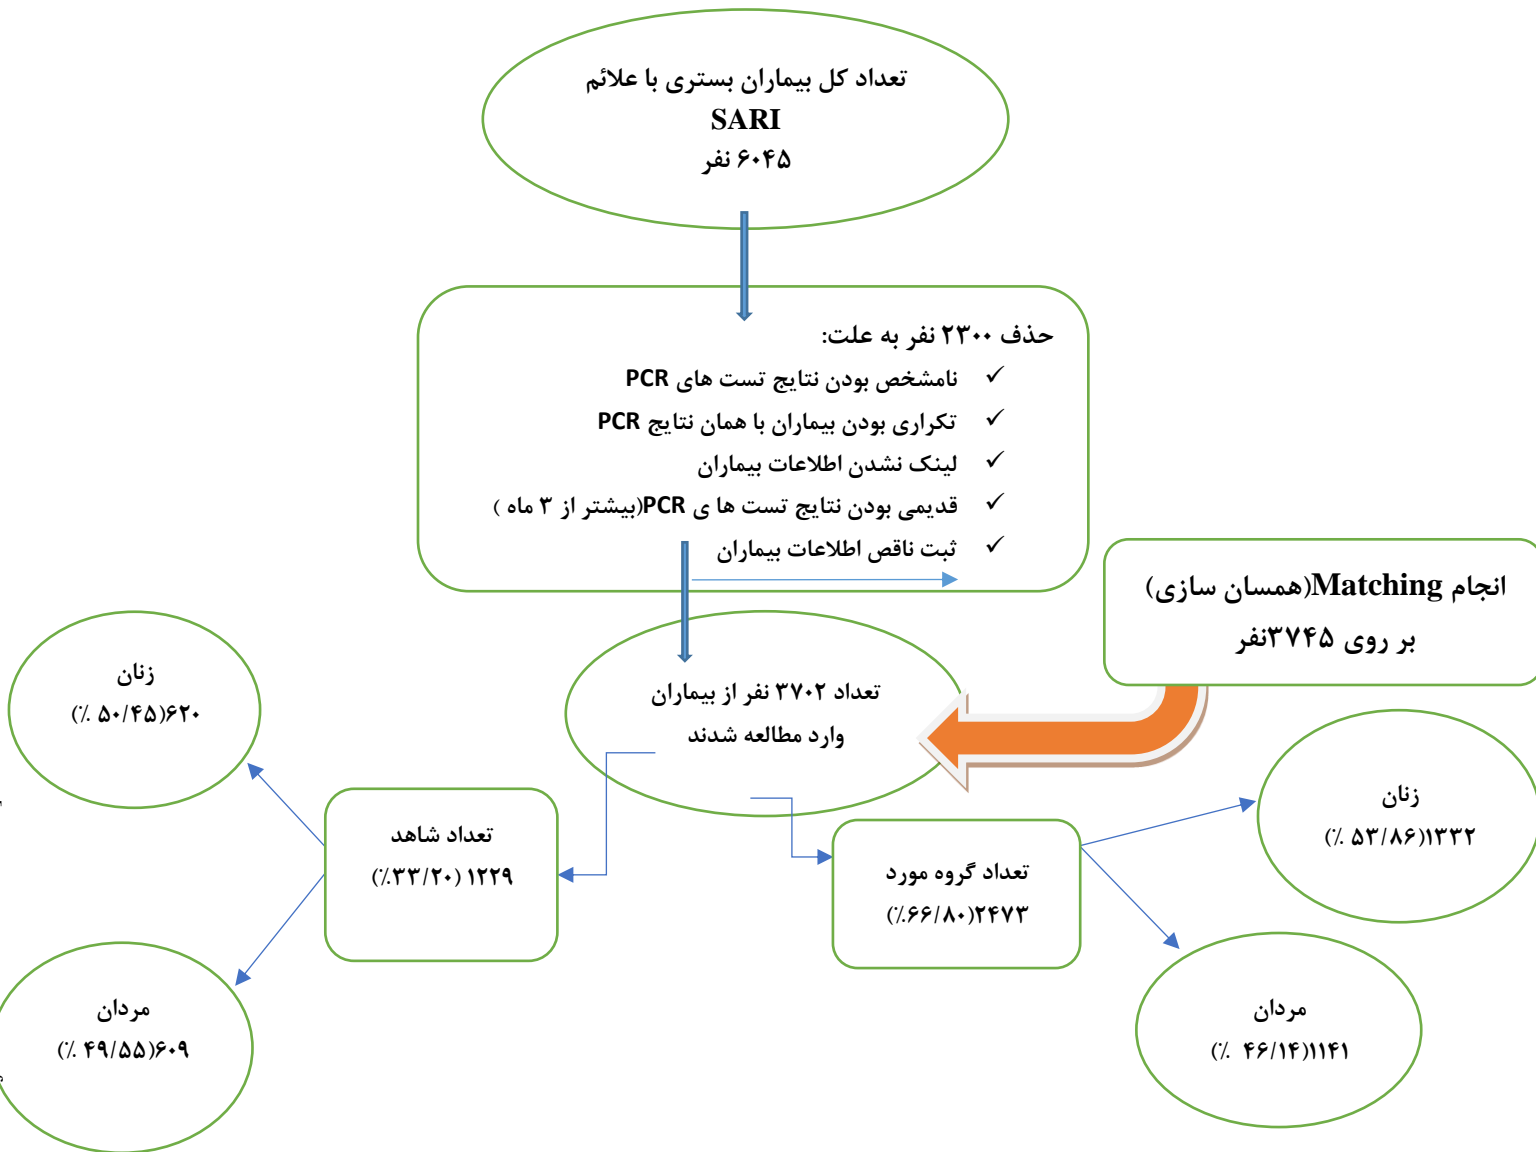 تعداد کل بیماران بستری با علائم
SARI
۶۰۴۵ نفر
حذف ۲۳۰۰ نفر به علت:
✓ نامشخص بودن نتایج تست های PCR
✓ تکراری بودن بیماران با همان نتایج PCR
✓ لینک نشدن اطلاعات بیماران
✓ قدیمی بودن نتایج تست ها ی PCR(بیشتر از ۳ ماه )
✓ ثبت ناقص اطلاعات بیماران
انجام Matching(همسان سازی)
بر روی ۳۷۴۵نفر
تعداد ۳۷۰۲ نفر از بیماران
وارد مطالعه شدند
تعداد گروه مورد
۲۴۷۳(۶۶/۸۰٪)
زنان
۱۳۳۲(۵۳/۸۶ ٪)
مردان
۱۱۴۱(۴۶/۱۴ ٪)
تعداد شاهد
۱۲۲۹ (۳۳/۲۰٪)
زنان
۶۲۰(۵۰/۴۵ ٪)
مردان
۶۰۹(۴۹/۵۵ ٪)